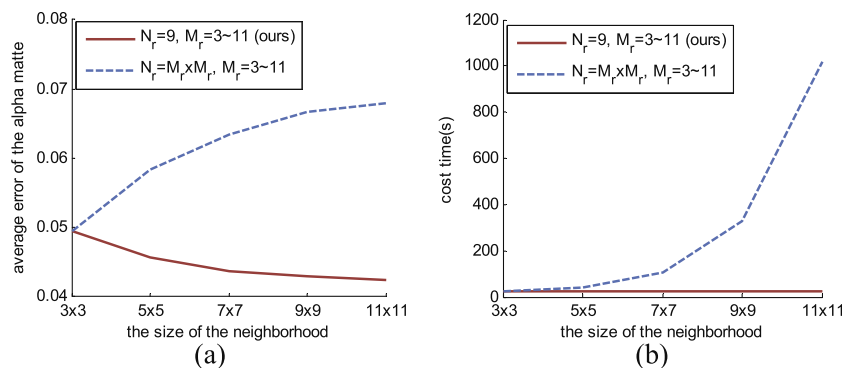 0.08
0.07
0.06
0.05
0.04
average error of the alpha matte
N_r=9, M_r=3~11 (ours)
N_r=M_rxM_r, M_r=3~11
3x3 5x5 7x7 9x9 11x11
the size of the neighborhood
(a)
1200
1000
800
600
400
200
0
cost time(s)
N_r=9, M_r=3~11 (ours)
N_r=M_rxM_r, M_r=3~11
3x3 5x5 7x7 9x9 11x11
the size of the neighborhood
(b)